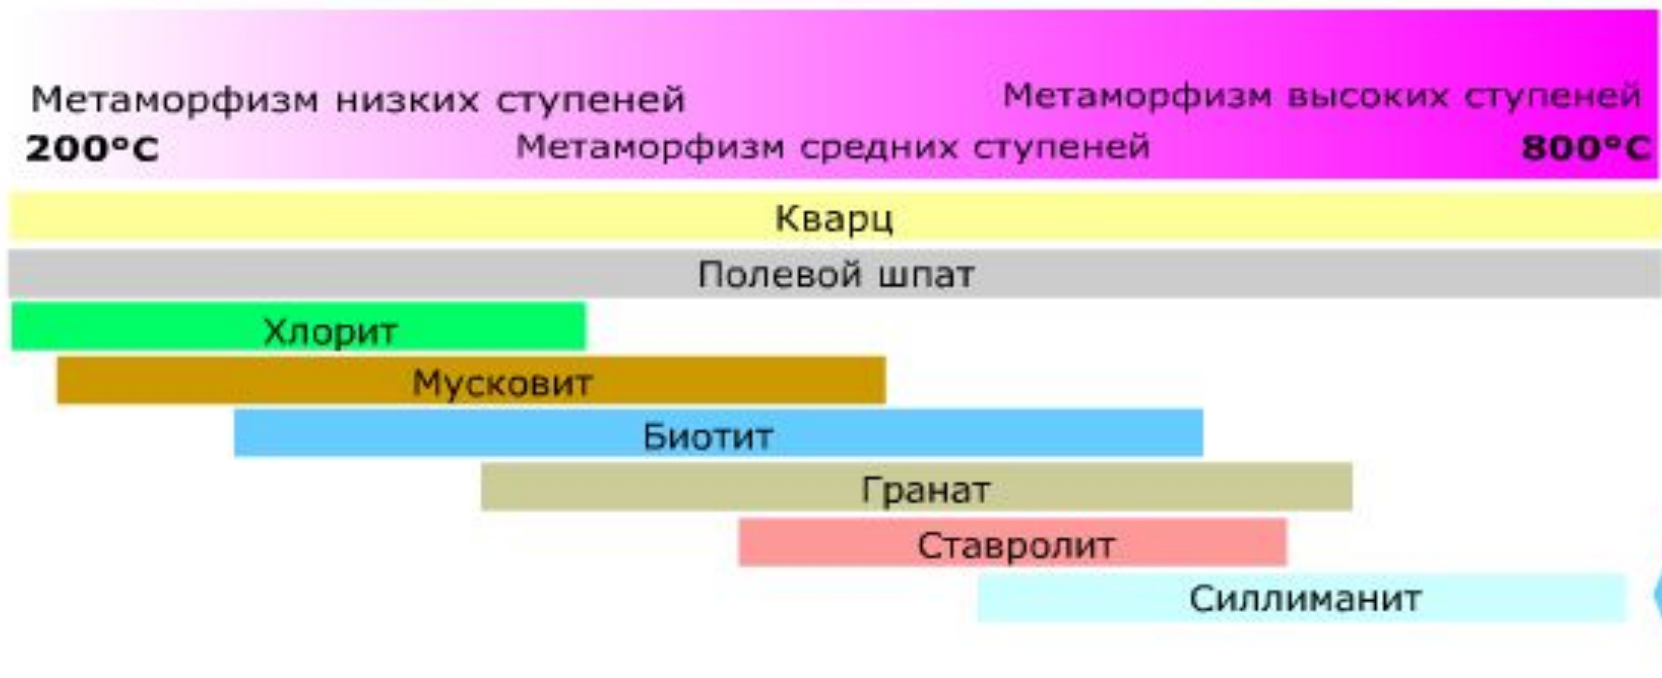 Метаморфизм низких ступеней
Метаморфизм высоких ступеней
200°C
Метаморфизм средних ступеней
800°C
Кварц
Полевой шпат
Хлорит
Мусковит
Биотит
Гранат
Ставролит
Силлиманит